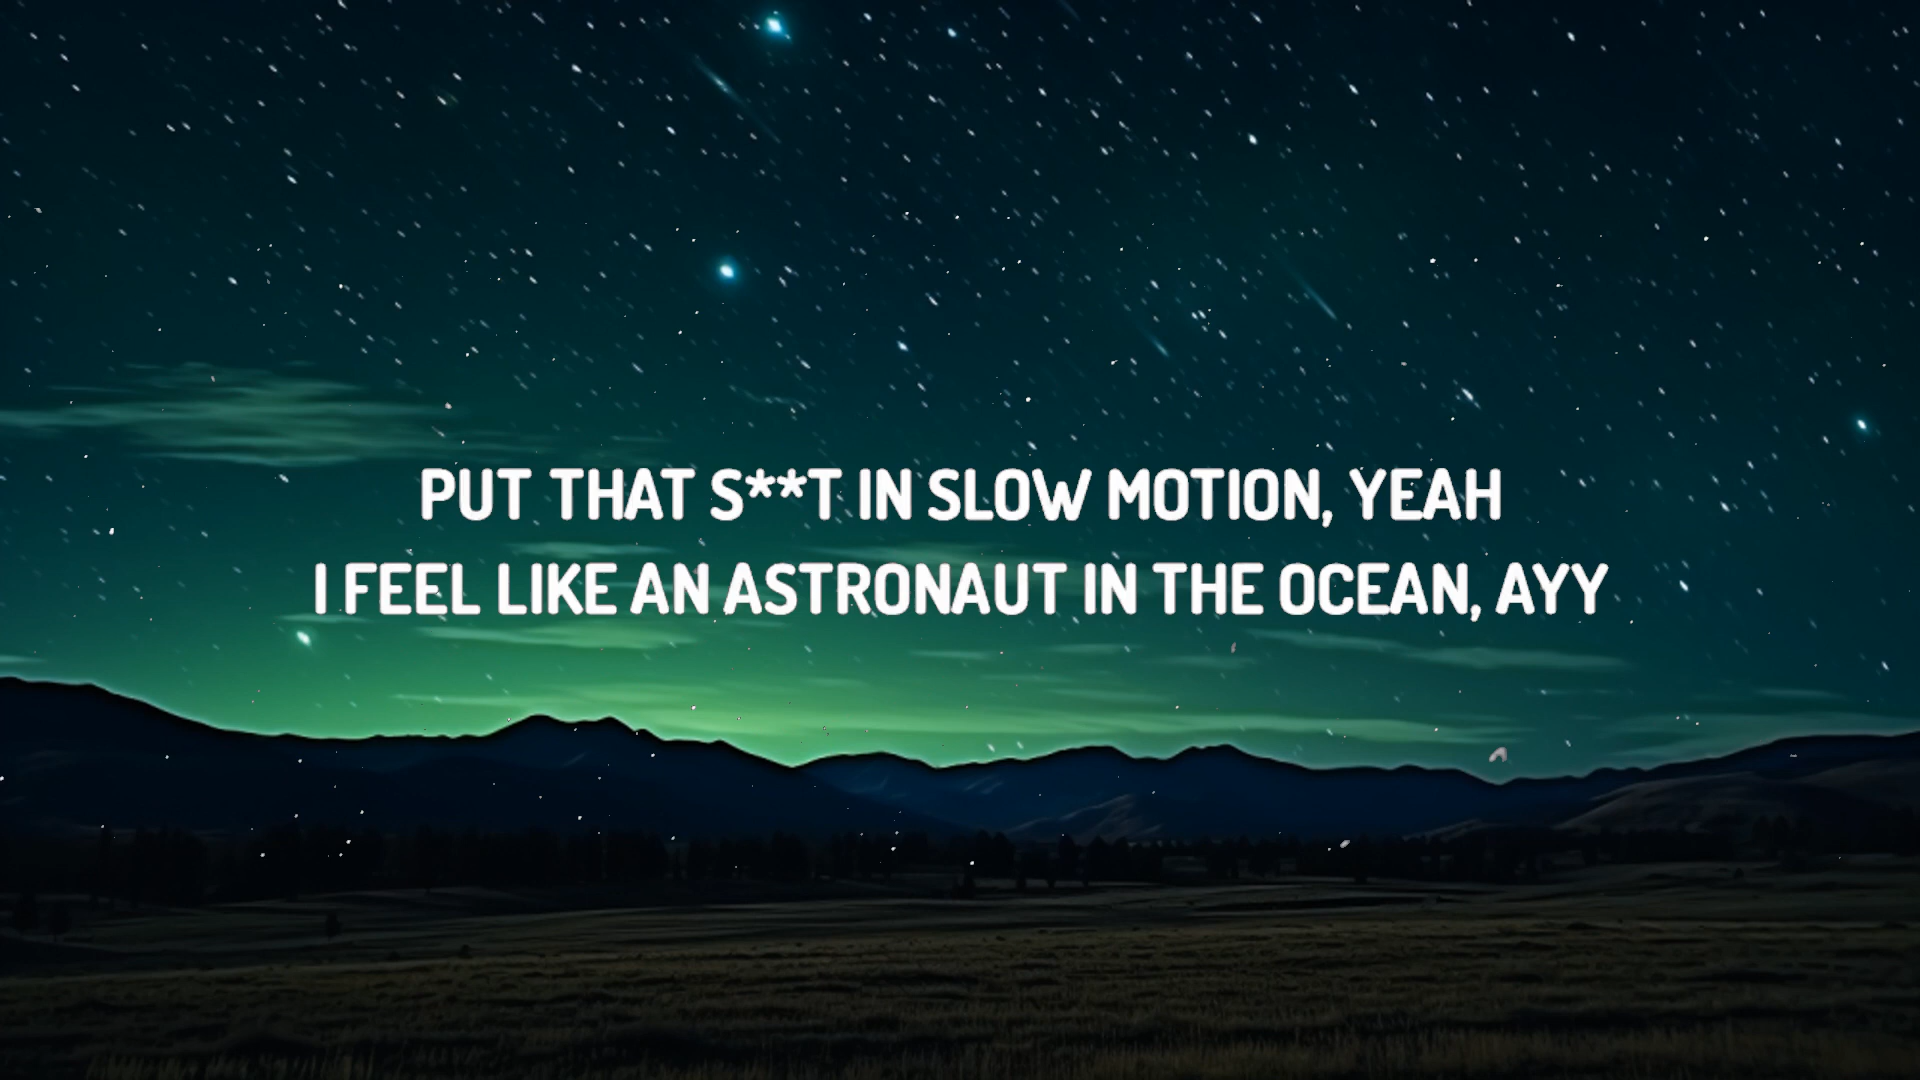 PUT THAT S**T IN SLOW MOTION, YEAH
I FEEL LIKE AN ASTRONAUT IN THE OCEAN, AYY